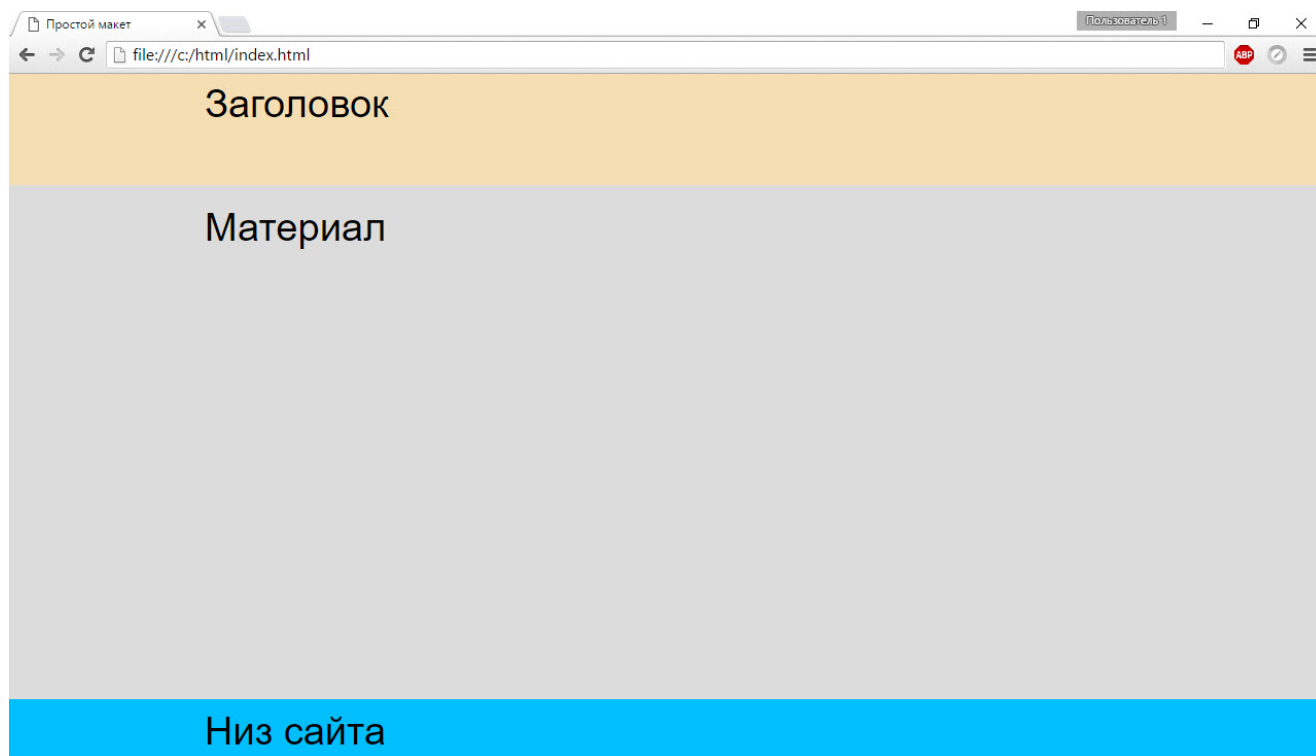 Простой макет
Пользователь 1
file:///c:/html/index.html
ABP
Заголовок
Материал
Низ сайта